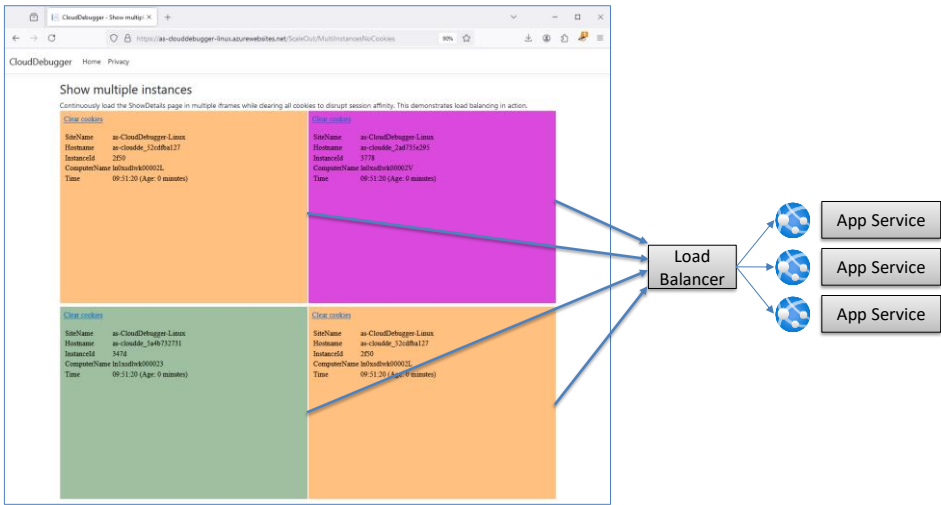 CloudDebugger - Show multipl ×
https://as-clouddebugger-linux.azurewebsites.net/ScaleOut/MultiInstancesNoCookies 90%
CloudDebugger Home Privacy
Show multiple instances
Continuously load the ShowDetails page in multiple iframes while clearing all cookies to disrupt session affinity. This demonstrates load balancing in action.
Clear cookies
SiteName as-CloudDebugger-Linux
Hostname as-cloudde_52cdfba127
InstanceId 2f50
ComputerName ln0xsdlwk00002L
Time 09:51:20 (Age: 0 minutes)
Clear cookies
SiteName as-CloudDebugger-Linux
Hostname as-cloudde_2ad735e295
InstanceId 3778
ComputerName ln0xsdlwk00002V
Time 09:51:20 (Age: 0 minutes)
Clear cookies
SiteName as-CloudDebugger-Linux
Hostname as-cloudde_3a4b732731
InstanceId 347d
ComputerName ln1xsdlwk000023
Time 09:51:20 (Age: 0 minutes)
Clear cookies
SiteName as-CloudDebugger-Linux
Hostname as-cloudde_52cdfba127
InstanceId 2f50
ComputerName ln0xsdlwk00002L
Time 09:51:20 (Age: 0 minutes)
Load
Balancer
App Service
App Service
App Service